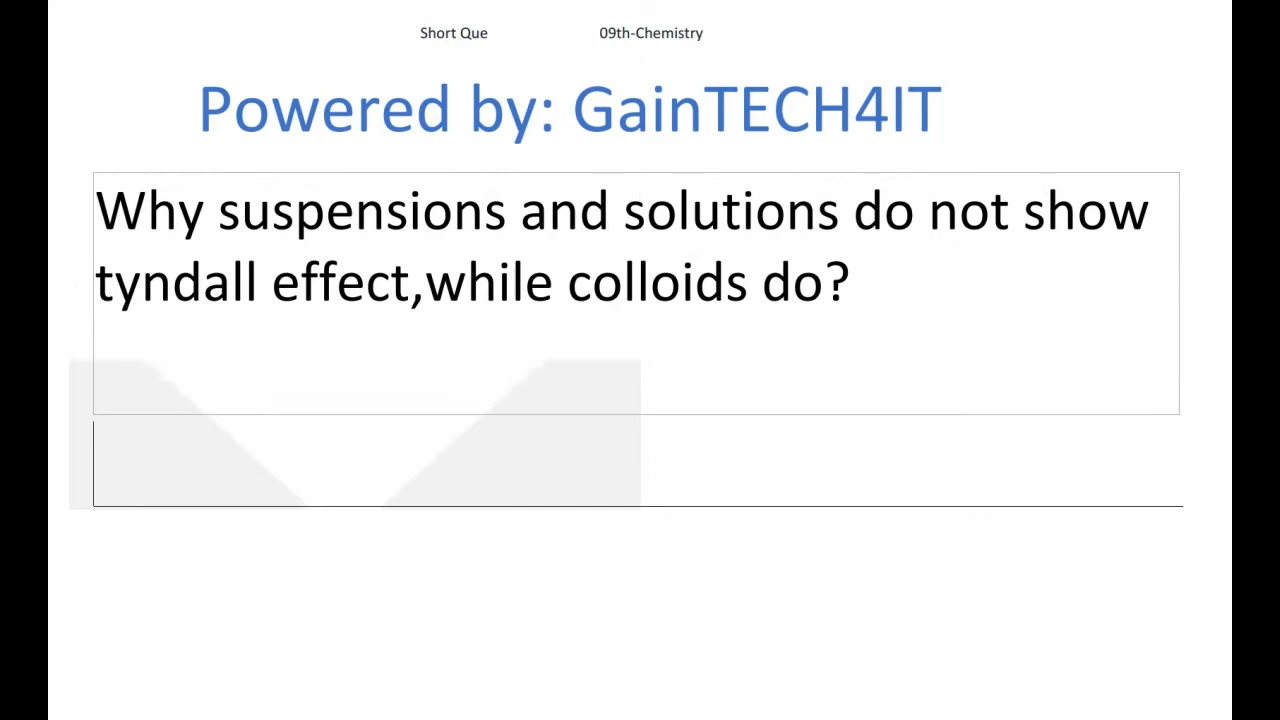 Short Que 09th-Chemistry
Powered by: GainTECH4IT
Why suspensions and solutions do not show
tyndall effect,while colloids do?